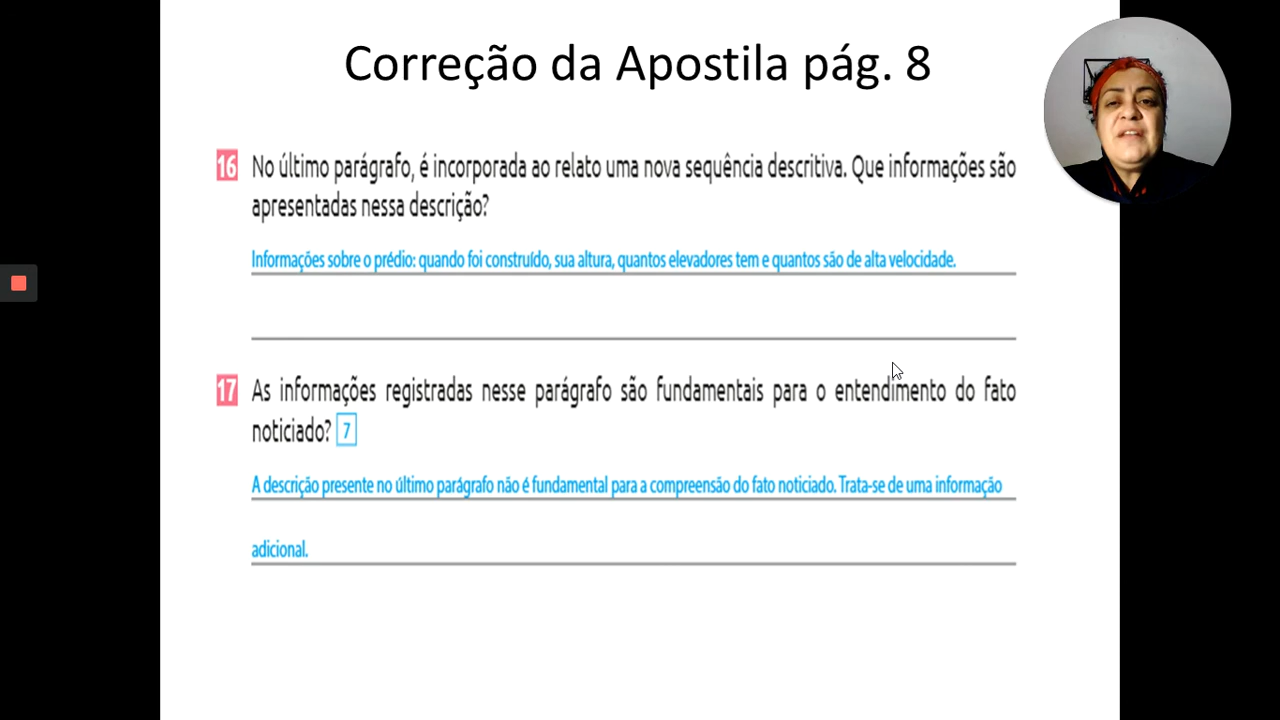 Correção da Apostila pág. 8
16 No último parágrafo, é incorporada ao relato uma nova sequência descritiva. Que informações são
apresentadas nessa descrição?
Informações sobre o prédio: quando foi construído, sua altura, quantos elevadores tem e quantos são de alta velocidade.
17 As informações registradas nesse parágrafo são fundamentais para o entendimento do fato
noticiado? 7
A descrição presente no último parágrafo não é fundamental para a compreensão do fato noticiado. Trata-se de uma informação
adicional.